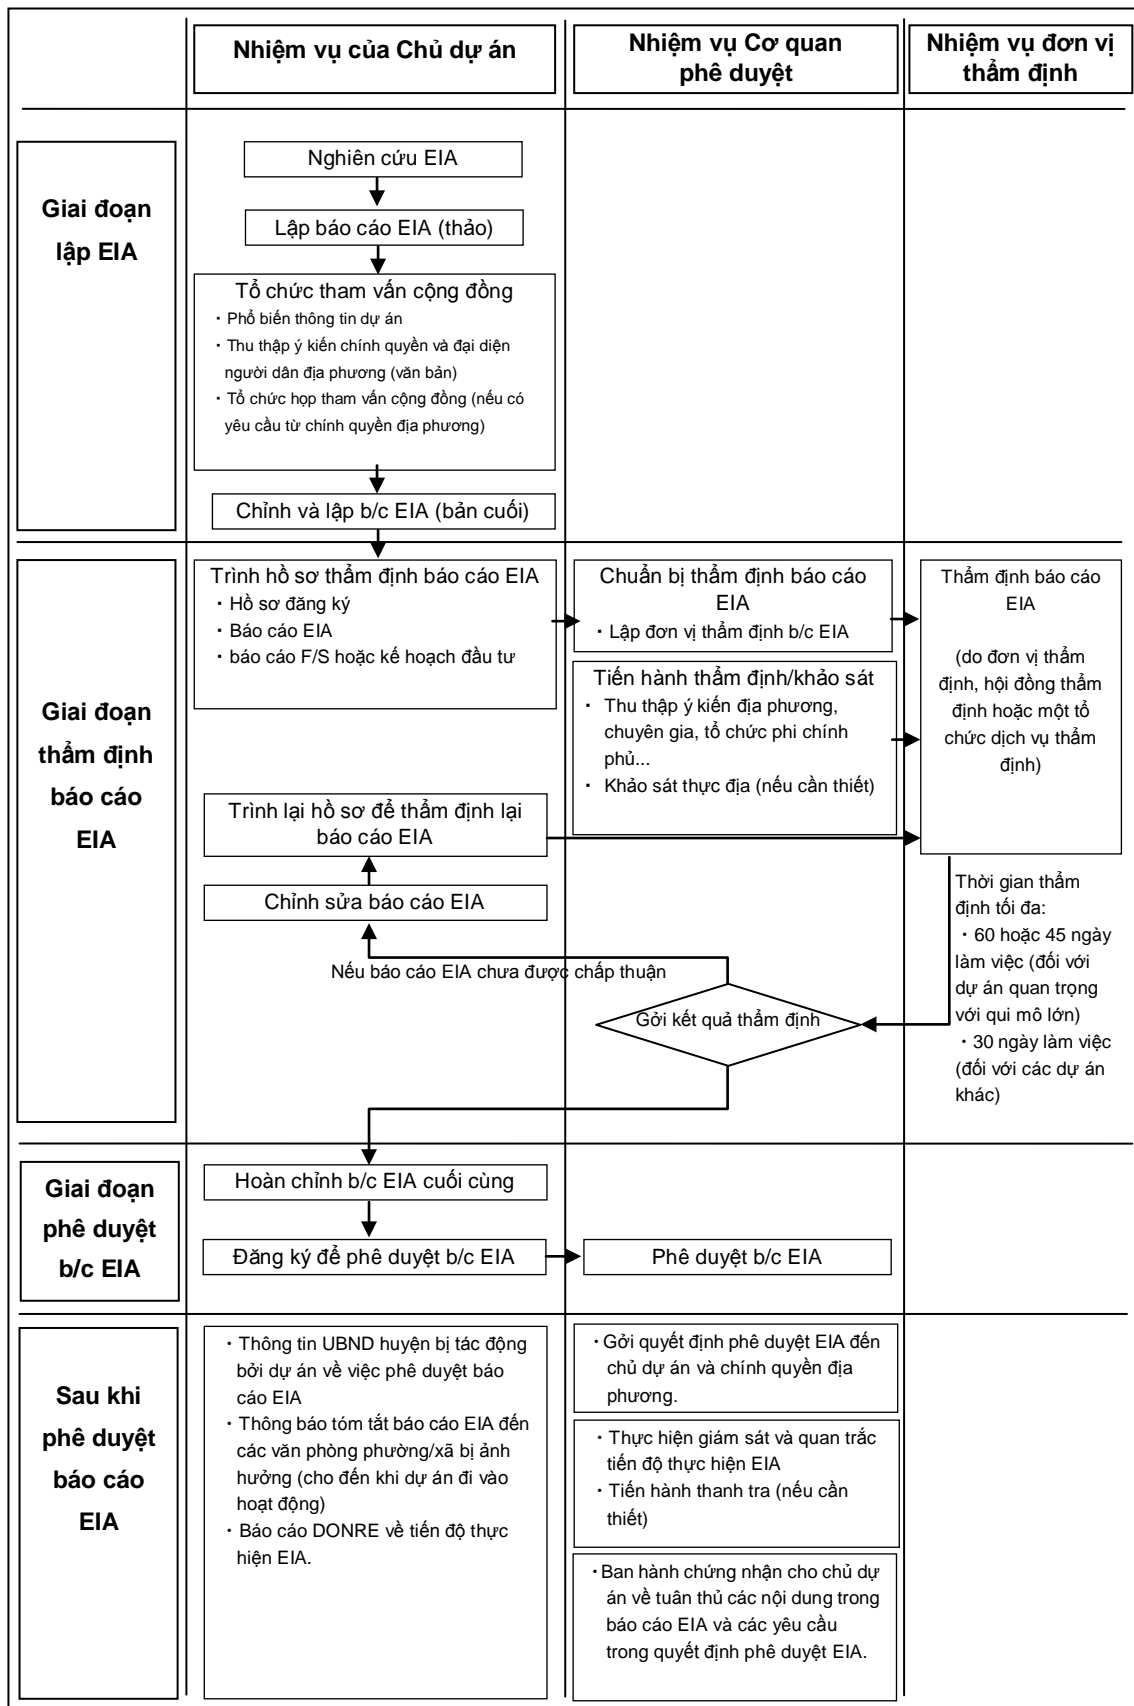 Nhiệm vụ của Chủ dự án
Nhiệm vụ Cơ quan
phê duyệt
Nhiệm vụ đơn vị
thẩm định
Giai đoạn
lập EIA
Nghiên cứu EIA
Lập báo cáo EIA (thảo)
Tổ chức tham vấn cộng đồng
・Phổ biến thông tin dự án
・Thu thập ý kiến chính quyền và đại diện
người dân địa phương (văn bản)
・Tổ chức họp tham vấn cộng đồng (nếu có
yêu cầu từ chính quyền địa phương)
Chỉnh và lập b/c EIA (bản cuối)
Giai đoạn
thẩm định
báo cáo
EIA
Trình hồ sơ thẩm định báo cáo EIA
・Hồ sơ đăng ký
・Báo cáo EIA
・báo cáo F/S hoặc kế hoạch đầu tư
Chuẩn bị thẩm định báo cáo
EIA
・Lập đơn vị thẩm định b/c EIA
Tiến hành thẩm định/khảo sát
・ Thu thập ý kiến địa phương,
chuyên gia, tổ chức phi chính
phủ...
・ Khảo sát thực địa (nếu cần thiết)
Thẩm định báo cáo
EIA
(do đơn vị thẩm
định, hội đồng thẩm
định hoặc một tổ
chức dịch vụ thẩm
định)
Trình lại hồ sơ để thẩm định lại
báo cáo EIA
Chỉnh sửa báo cáo EIA
Nếu báo cáo EIA chưa được chấp thuận
Gởi kết quả thẩm định
Thời gian thẩm
định tối đa:
・60 hoặc 45 ngày
làm việc (đối với
dự án quan trọng
với qui mô lớn)
・30 ngày làm việc
(đối với các dự án
khác)
Giai đoạn
phê duyệt
b/c EIA
Hoàn chỉnh b/c EIA cuối cùng
Đăng ký để phê duyệt b/c EIA
Phê duyệt b/c EIA
Sau khi
phê duyệt
báo cáo
EIA
・Thông tin UBND huyện bị tác động
bởi dự án về việc phê duyệt báo
cáo EIA
・Thông báo tóm tắt báo cáo EIA đến
các văn phòng phường/xã bị ảnh
hưởng (cho đến khi dự án đi vào
hoạt động)
・Báo cáo DONRE về tiến độ thực
hiện EIA.
・Gởi quyết định phê duyệt EIA đến
chủ dự án và chính quyền địa
phương.
・Thực hiện giám sát và quan trắc
tiến độ thực hiện EIA
・Tiến hành thanh tra (nếu cần
thiết)
・Ban hành chứng nhận cho chủ dự
án về tuân thủ các nội dung trong
báo cáo EIA và các yêu cầu
trong quyết định phê duyệt EIA.